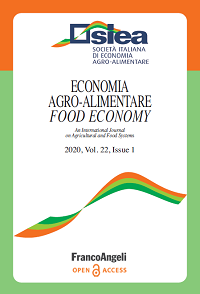 siea
SOCIETÀ ITALIANA
DI ECONOMIA
AGRO-ALIMENTARE
ECONOMIA
AGRO-ALIMENTARE
FOOD ECONOMY
An International Journal
on Agricultural and Food Systems
2020, Vol. 22, Issue 1
FrancoAngeli
OPEN ACCESS